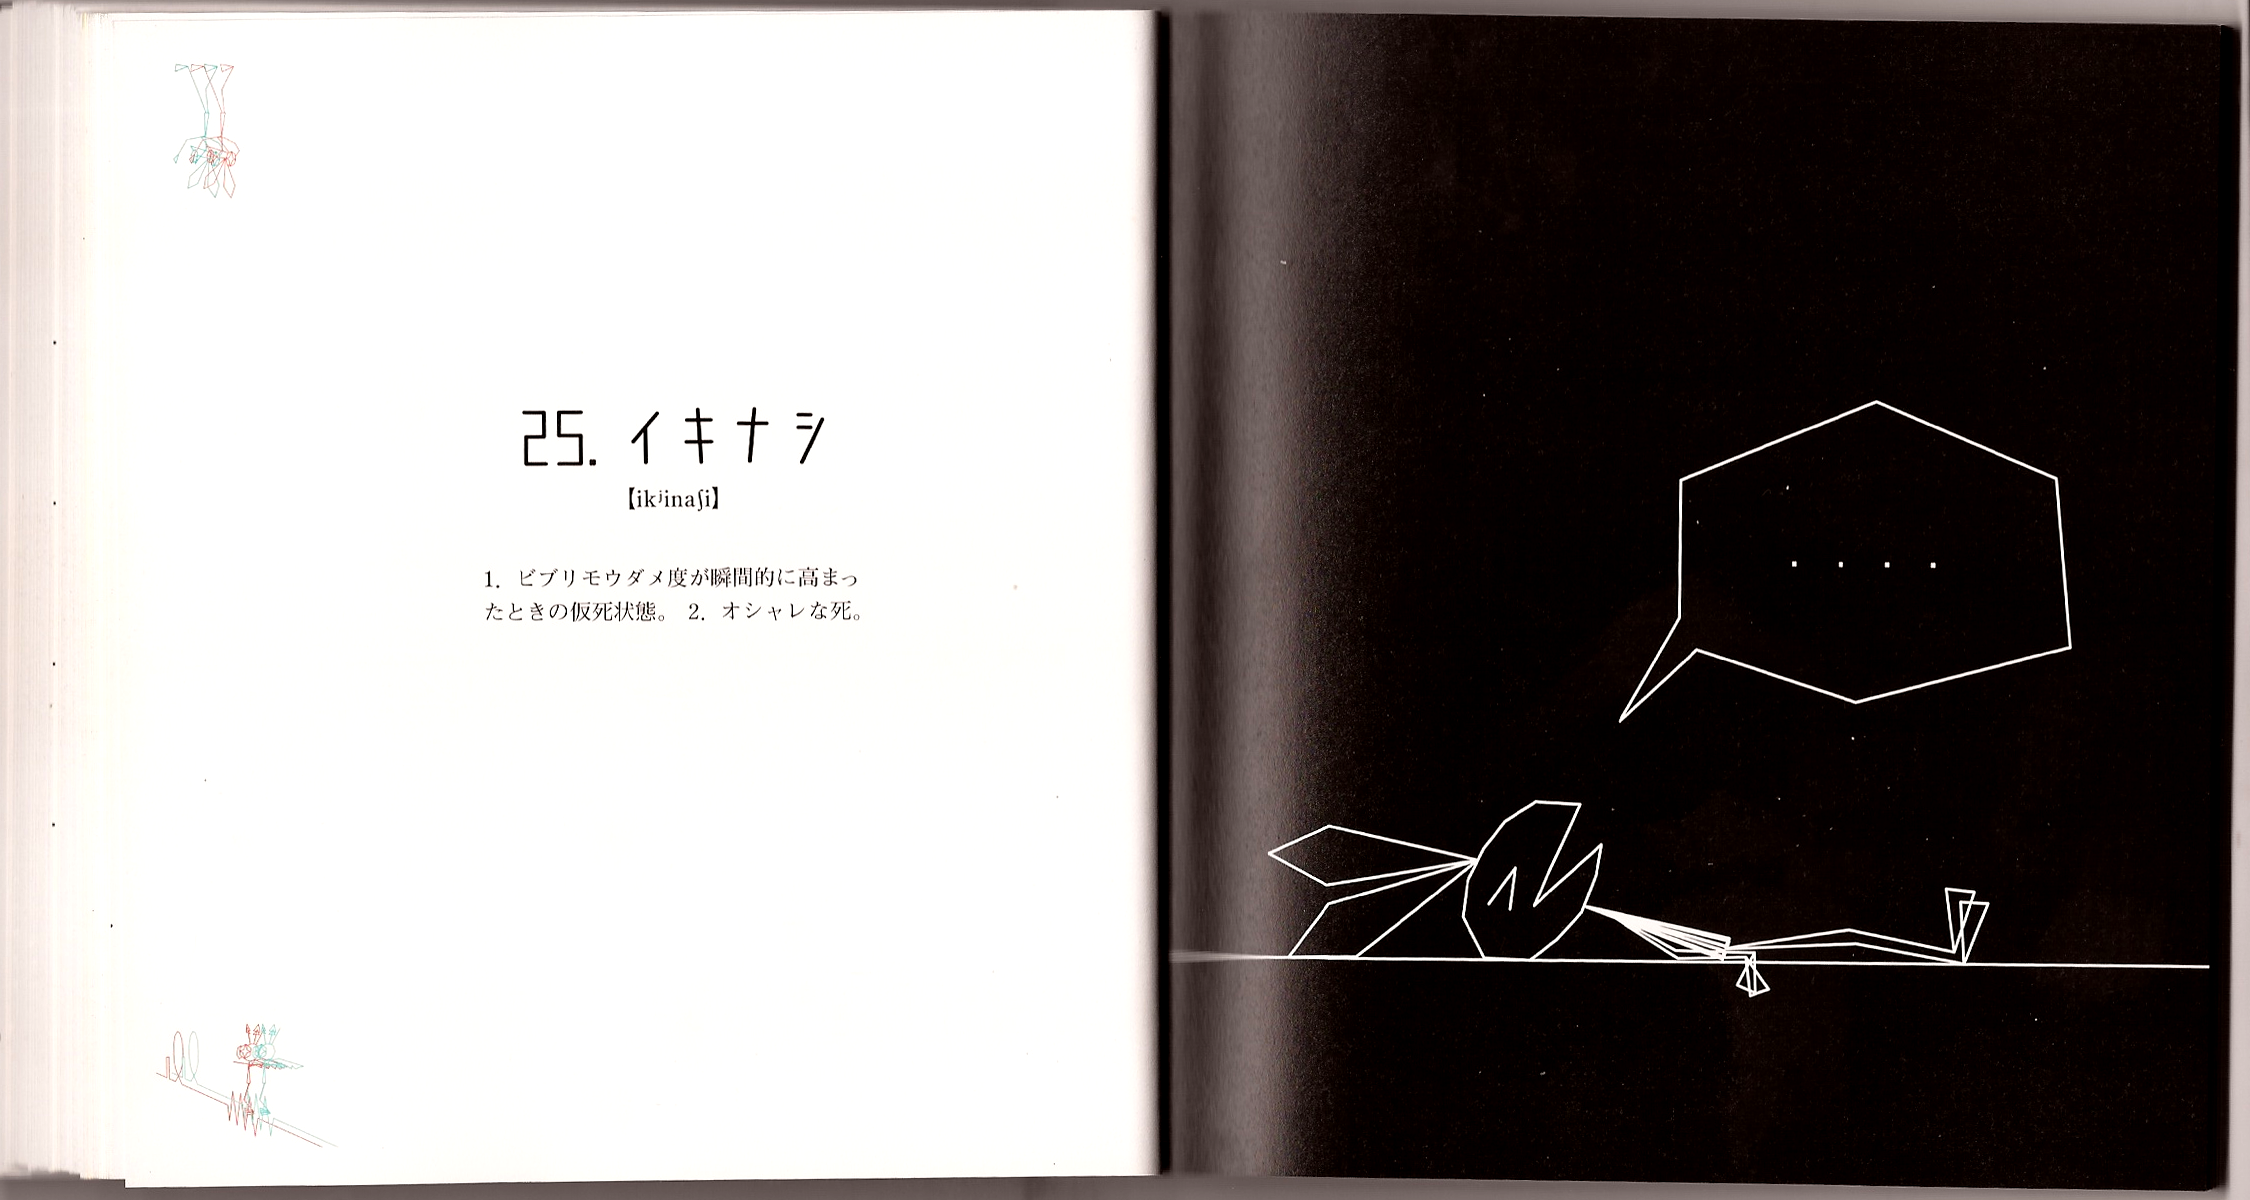 25. イキナシ
【ikʲinaʃi】
1. ビブリモウダメ度が瞬間的に高まっ
たときの仮死状態。 2. オシャレな死。
. . . .